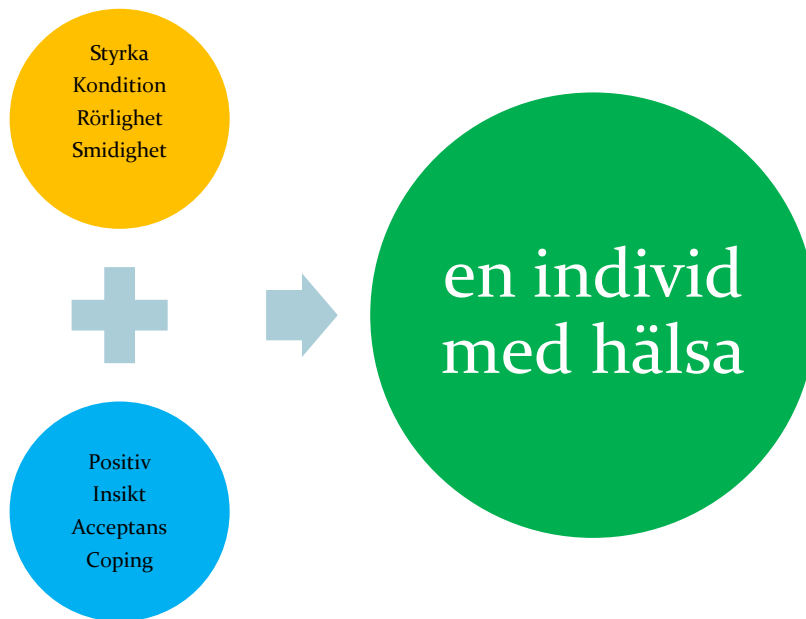 Styrka
Kondition
Rörlighet
Smidighet
Positiv
Insikt
Acceptans
Coping
en individ
med hälsa